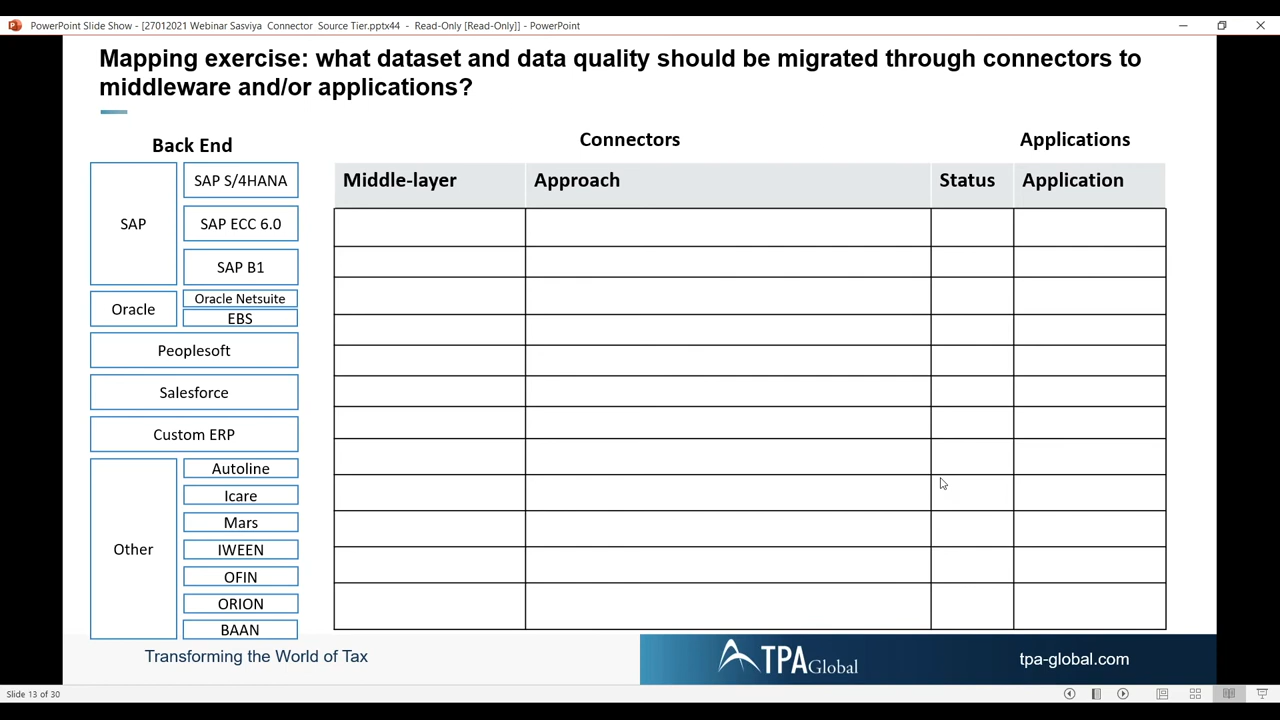 PowerPoint Slide Show - [27012021 Webinar Sasviya Connector Source Tier.pptx44 - Read-Only [Read-Only]] - PowerPoint
Mapping exercise: what dataset and data quality should be migrated through connectors to
middleware and/or applications?
Back End
Connectors
Applications
SAP
SAP S/4HANA
SAP ECC 6.0
SAP B1
Oracle
Oracle Netsuite
EBS
Peoplesoft
Salesforce
Custom ERP
Other
Autoline
Icare
Mars
IWEEN
OFIN
ORION
BAAN
Middle-layer
Approach
Status
Application
Transforming the World of Tax
TPA Global
tpa-global.com
Slide 13 of 30